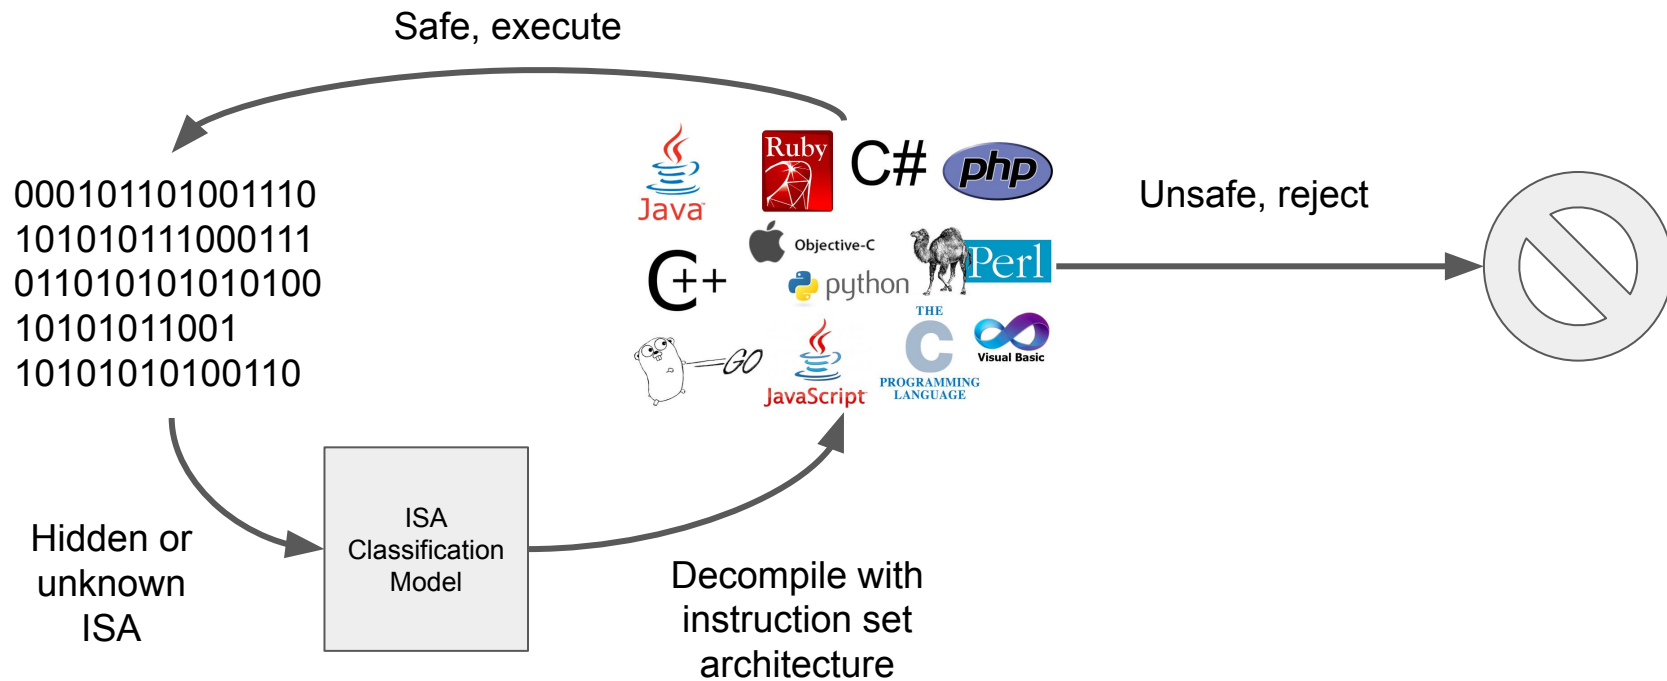 Safe, execute
000101101001110
101010111000111
011010101010100
10101011001
10101010100110
Java™
Ruby
C#
php
Unsafe, reject
C++
Objective-C
python
Perl
GO
JavaScript
THE
C
PROGRAMMING
LANGUAGE
Visual Basic
Hidden or
unknown
ISA
ISA
Classification
Model
Decompile with
instruction set
architecture